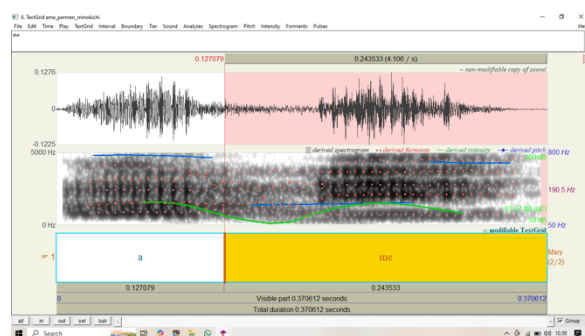 8. TextGrid ame_parmen_minokichi
File Edit Time Play TextGrid Interval Boundary Tier Sound Analyses Spectrogram Pitch Intensity Formants Pulses
me
0.127079 0.243533 (4.106 / s)
0.1276
~ non-modifiable copy of sound
0
-0.1225
5000 Hz derived spectrogram derived formants derived intensity derived pitch 800 Hz
190.5 Hz
0 Hz 50 Hz
modifiable TextGrid
1 a me Mary
(2/2)
0.127079 0.243533
0 Visible part 0.370612 seconds 0.370612
Total duration 0.370612 seconds
all in out sel bak Group
Search 10.58